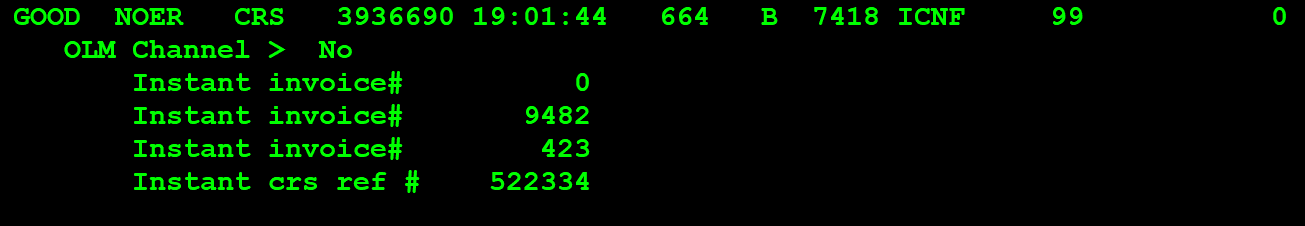 GOOD  NOER   CRS   3936690 19:01:44   664   B  7418 ICNF     99           0
   OLM Channel >  No
       Instant invoice#          0
       Instant invoice#       9482
       Instant invoice#        423
       Instant crs ref #    522334